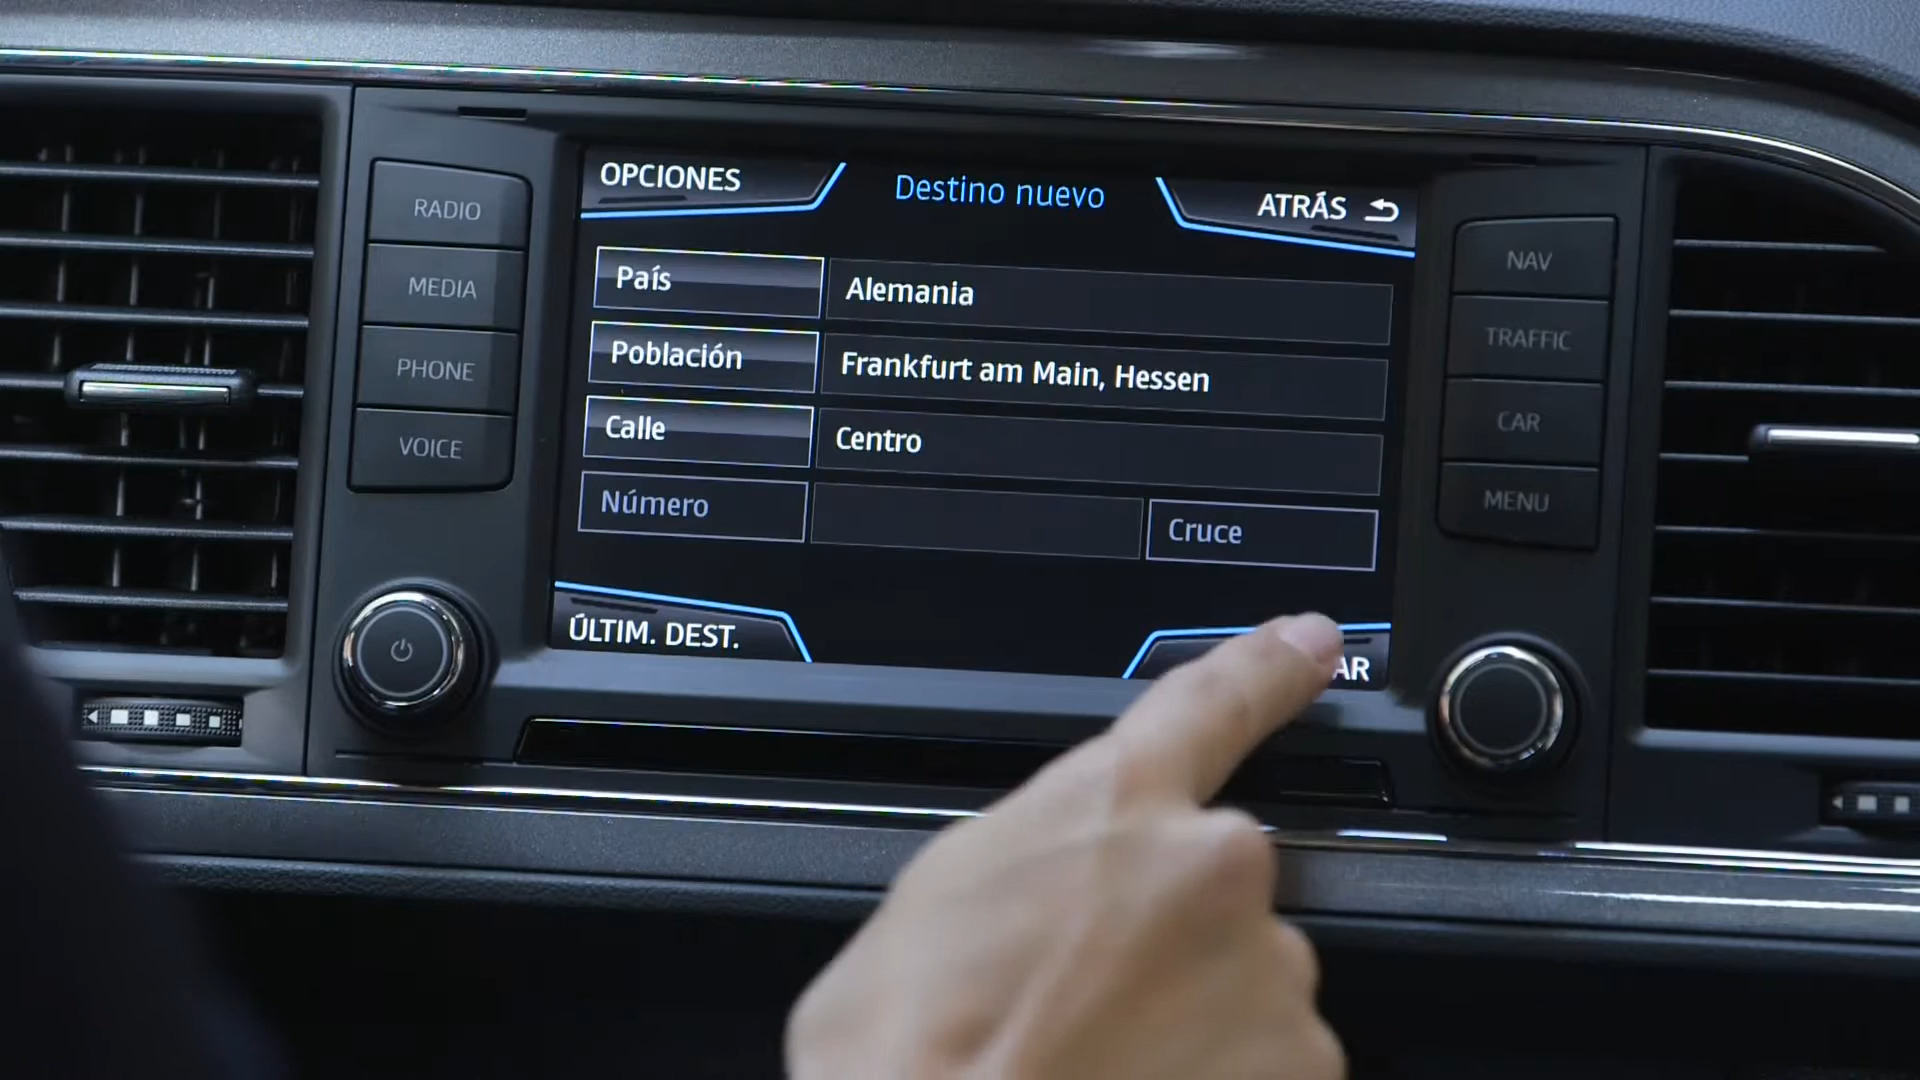 OPCIONES
Destino nuevo
ATRÁS
RADIO
MEDIA
PHONE
VOICE
País
Alemania
Población
Frankfurt am Main, Hessen
Calle
Centro
Número
Cruce
ÚLTIM. DEST.
NAV
TRAFFIC
CAR
MENU